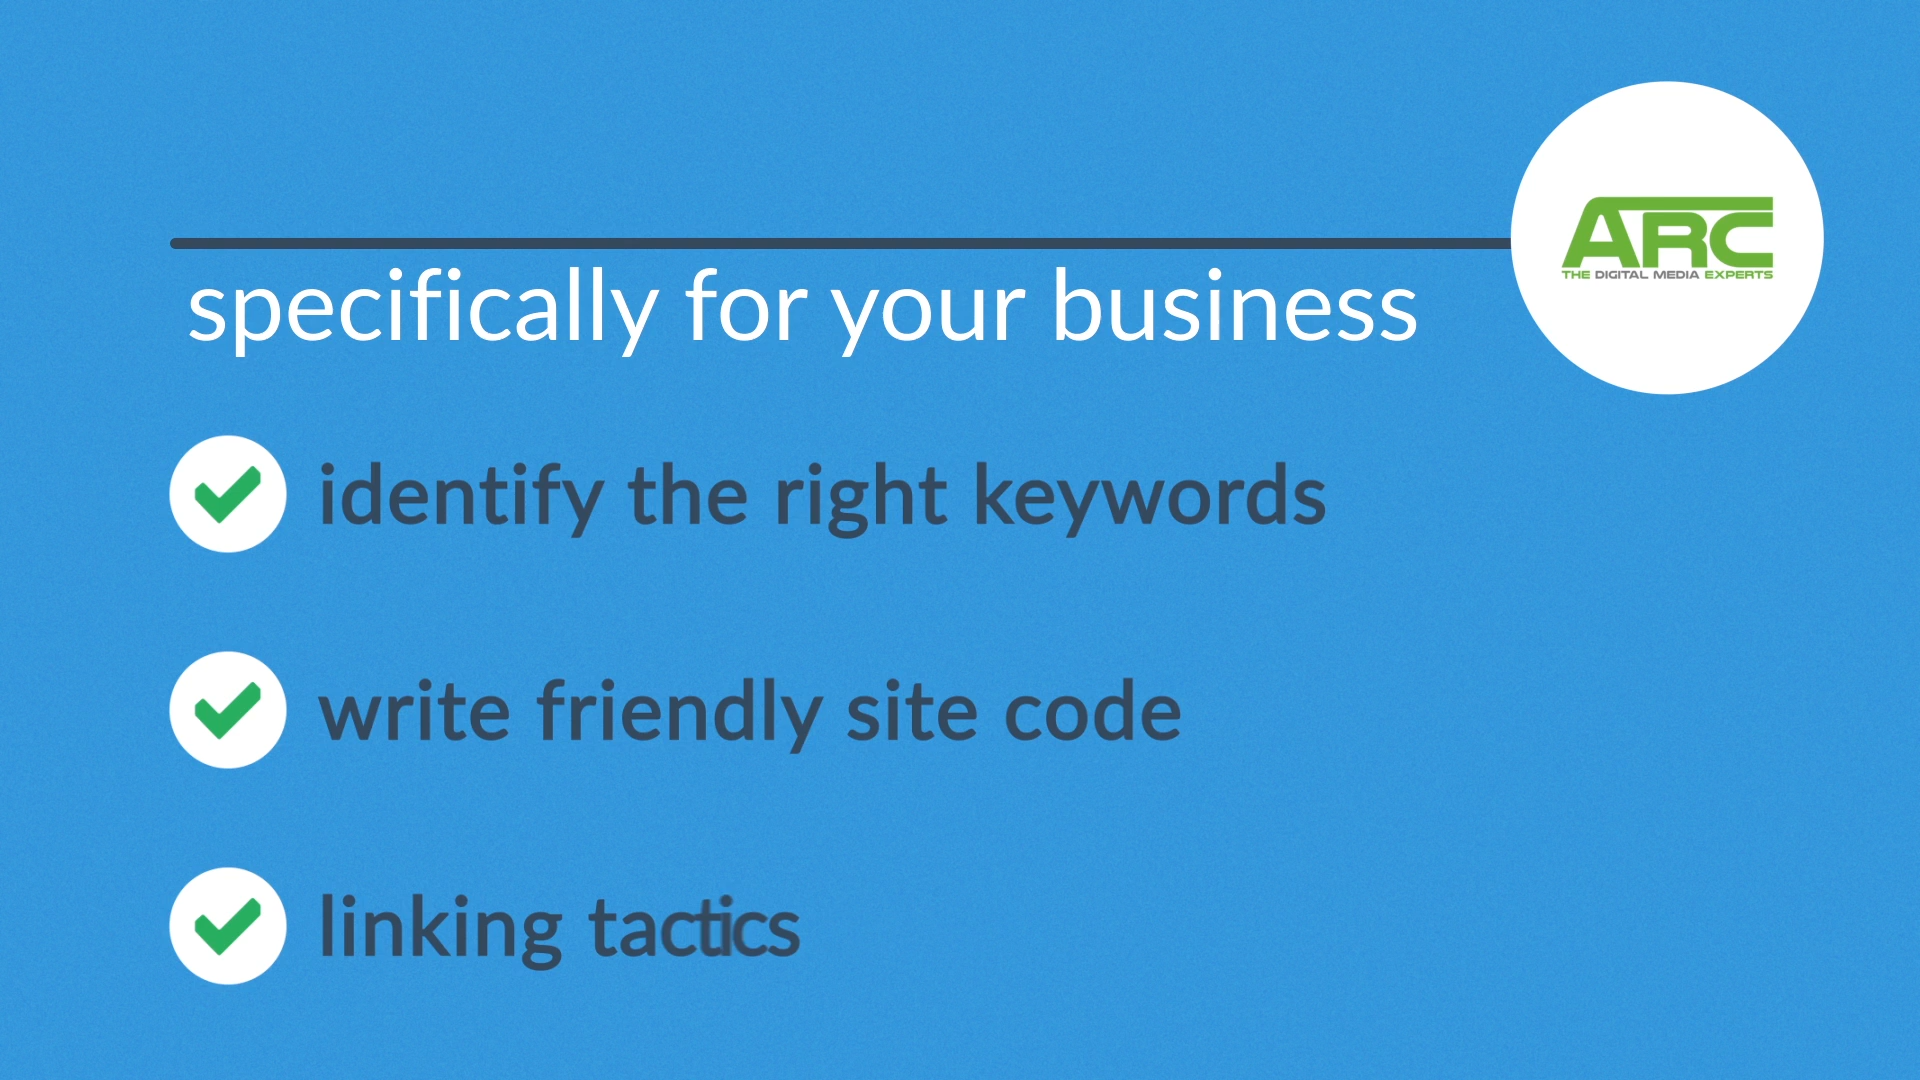 ARC
THE DIGITAL MEDIA EXPERTS
specifically for your business
identify the right keywords
write friendly site code
linking tactics